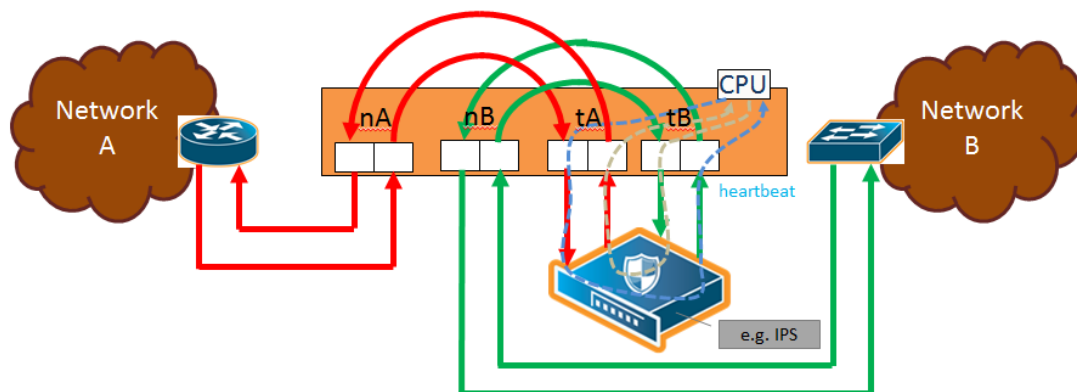 Network
A
nA
nB
tA
tB
CPU
heartbeat
e.g. IPS
Network
B